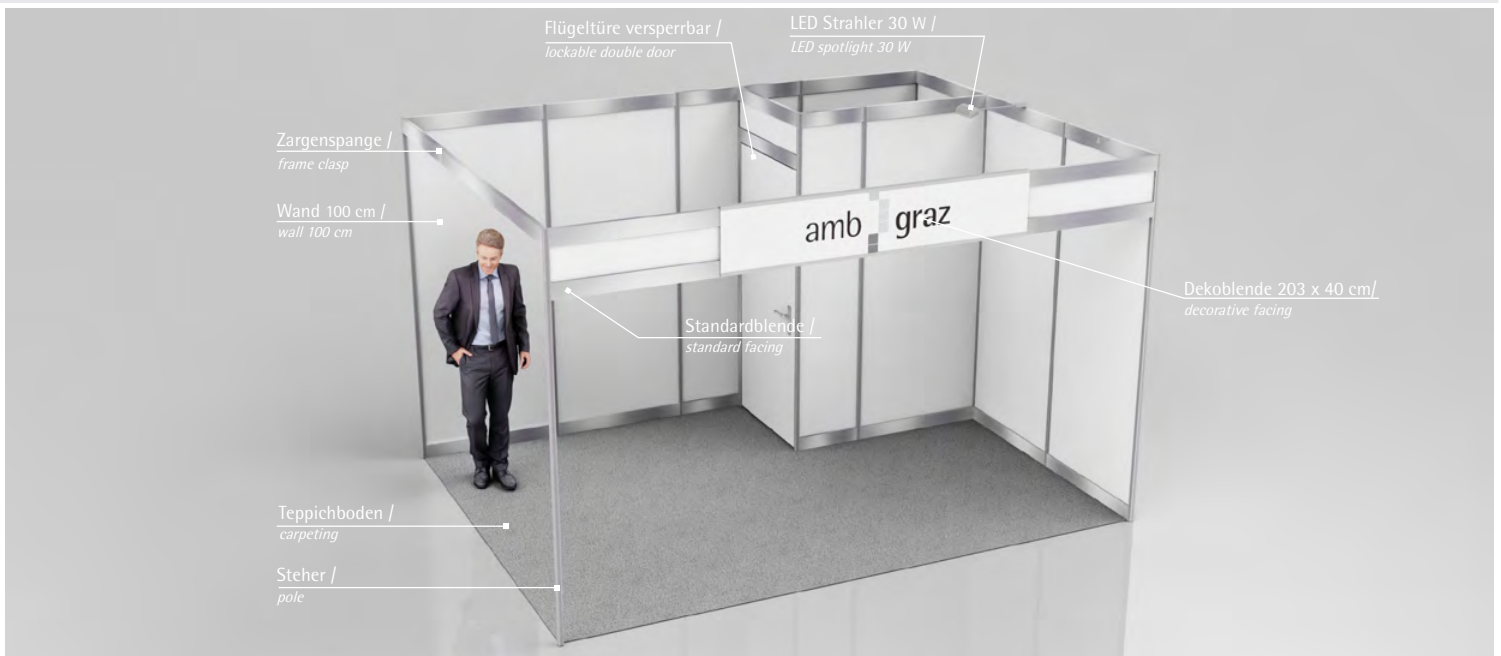 Flügeltüre versperrbar /
lockable double door
LED Strahler 30 W /
LED spotlight 30 W
Zargenspange /
frame clasp
Wand 100 cm /
wall 100 cm
amb graz
Dekoblende 203 x 40 cm/
decorative facing
Standardblende /
standard facing
Teppichboden /
carpeting
Steher /
pole